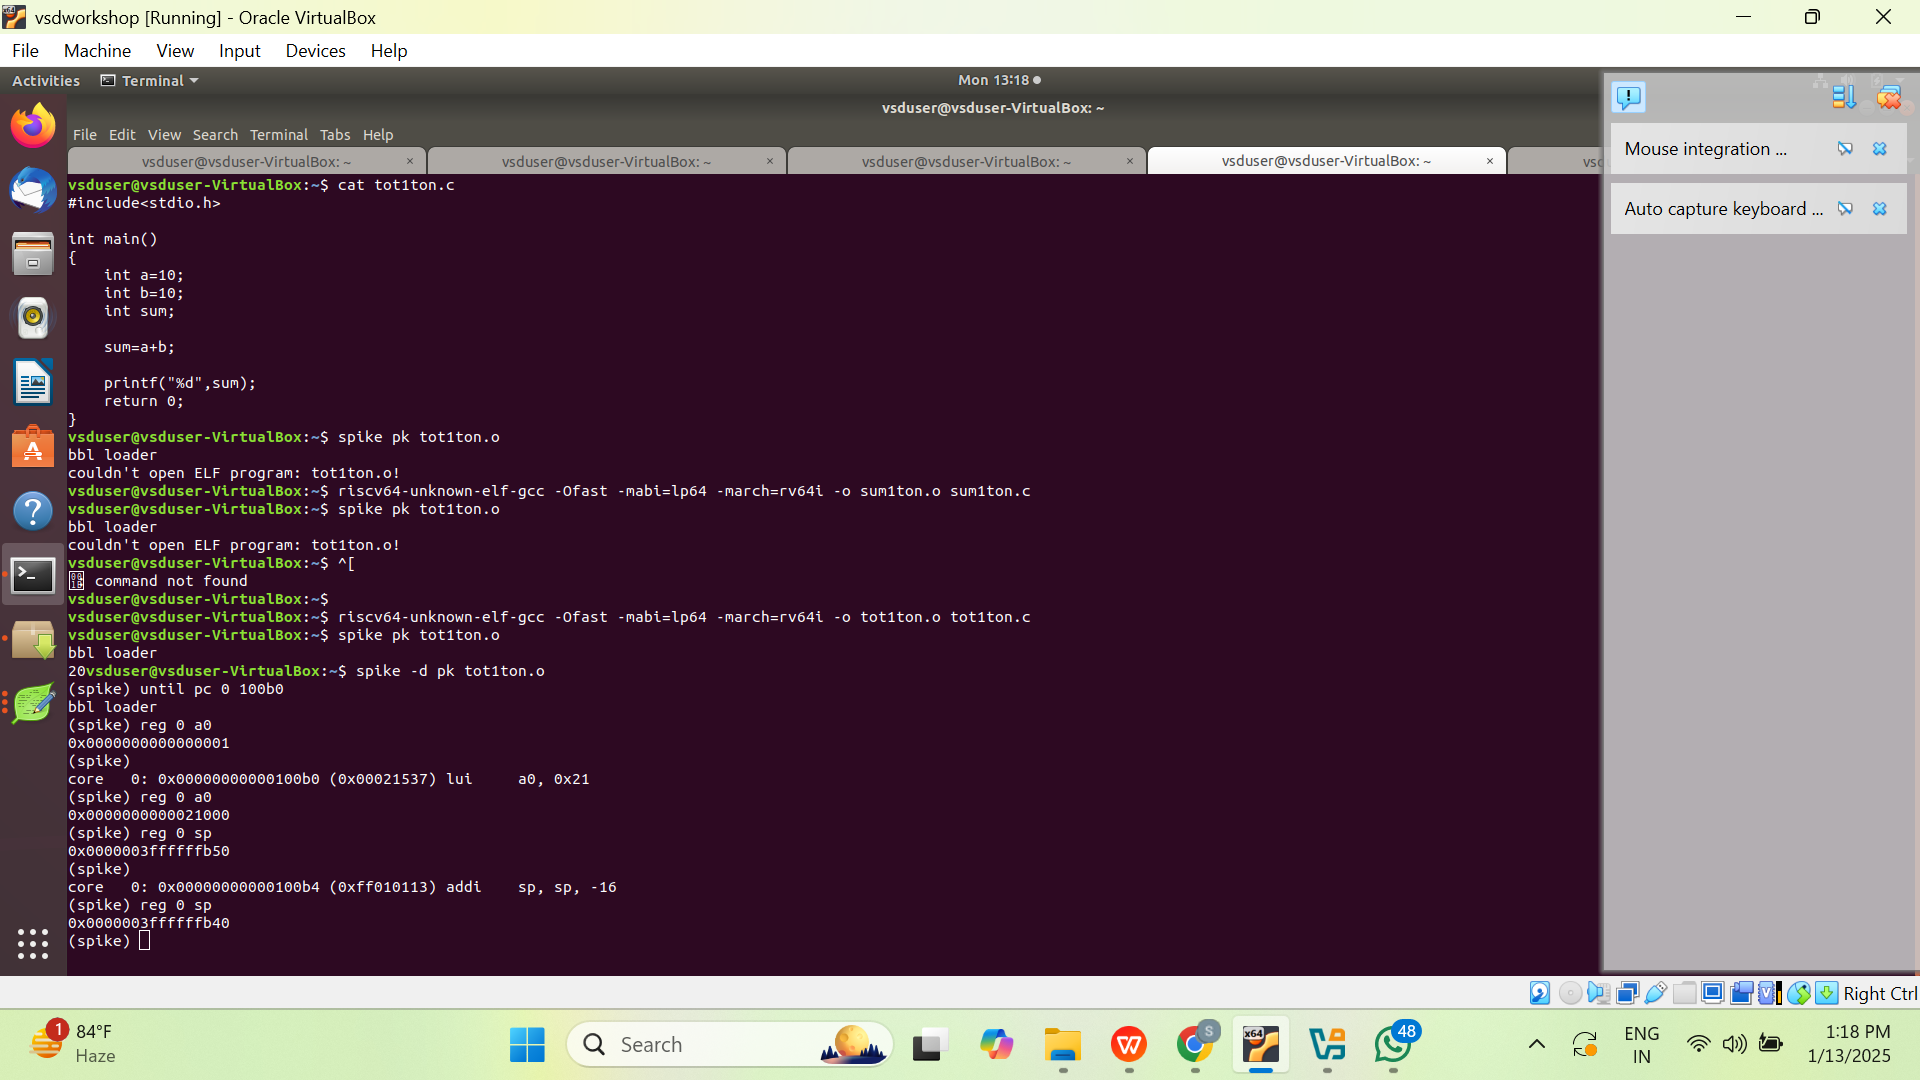 vsdworkshop [Running] - Oracle VirtualBox
File Machine View Input Devices Help
Activities Terminal Mon 13:18
vsduser@vsduser-VirtualBox: ~
File Edit View Search Terminal Tabs Help
vsduser@vsduser-VirtualBox: ~ × vsduser@vsduser-VirtualBox: ~ × vsduser@vsduser-VirtualBox: ~ × vsduser@vsduser-VirtualBox: ~ ×
vsduser@vsduser-VirtualBox:~$ cat tot1ton.c
#include<stdio.h>
int main()
{
int a=10;
int b=10;
int sum;
sum=a+b;
printf("%d",sum);
return 0;
}
vsduser@vsduser-VirtualBox:~$ spike pk tot1ton.o
bbl loader
couldn't open ELF program: tot1ton.o!
vsduser@vsduser-VirtualBox:~$ riscv64-unknown-elf-gcc -Ofast -mabi=lp64 -march=rv64i -o sum1ton.o sum1ton.c
vsduser@vsduser-VirtualBox:~$ spike pk tot1ton.o
bbl loader
couldn't open ELF program: tot1ton.o!
vsduser@vsduser-VirtualBox:~$ ^[
command not found
vsduser@vsduser-VirtualBox:~$
vsduser@vsduser-VirtualBox:~$ riscv64-unknown-elf-gcc -Ofast -mabi=lp64 -march=rv64i -o tot1ton.o tot1ton.c
vsduser@vsduser-VirtualBox:~$ spike pk tot1ton.o
bbl loader
20vsduser@vsduser-VirtualBox:~$ spike -d pk tot1ton.o
(spike) until pc 0 100b0
bbl loader
(spike) reg 0 a0
0x0000000000000001
(spike)
core 0: 0x00000000000100b0 (0x00021537) lui a0, 0x21
(spike) reg 0 a0
0x0000000000021000
(spike) reg 0 sp
0x0000003ffffffb50
(spike)
core 0: 0x00000000000100b4 (0xff010113) addi sp, sp, -16
(spike) reg 0 sp
0x0000003ffffffb40
(spike)
Mouse integration ...
Auto capture keyboard ...
Right Ctrl
1
84°F
Haze
Search
S
x64
48
ENG
IN
1:18 PM
1/13/2025